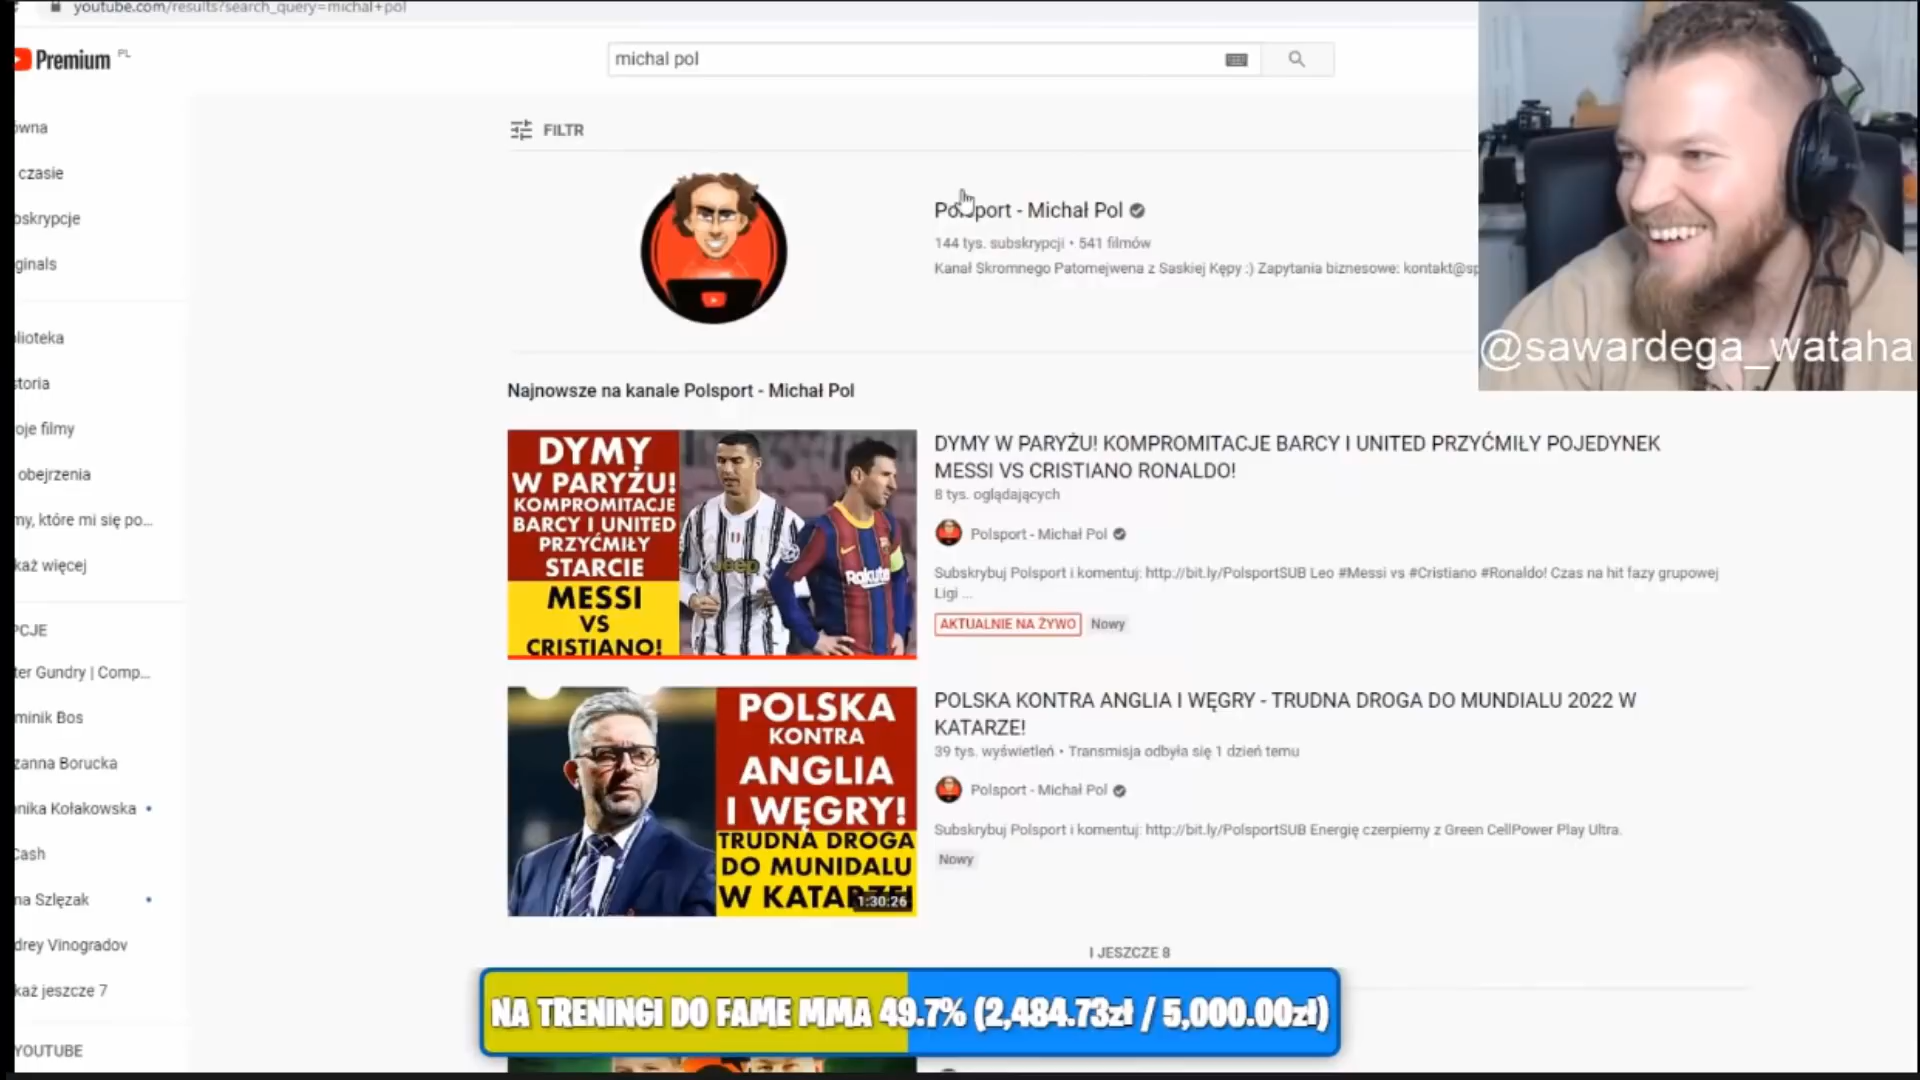 youtube.com/results?search_query=michal+pol
Premium PL
michal pol
ówna
czasie
bskrypcje
ginals
blioteka
storia
oje filmy
obejrzenia
my, które mi się po...
każ więcej
PCJE
ter Gundry | Comp...
minik Bos
zanna Borucka
nika Kołakowska
Cash
na Szlęzak
drey Vinogradov
każ jeszcze 7
YOUTUBE
FILTR
Polsport - Michał Pol
144 tys. subskrypcji • 541 filmów
Kanał Skromnego Patomejwena z Saskiej Kępy :) Zapytania biznesowe: kontakt@sp
@sawardega_wataha
Najnowsze na kanale Polsport - Michał Pol
DYMY
W PARYŻU!
KOMPROMITACJE
BARCY I UNITED
PRZYĆMIŁY
STARCIE
MESSI
VS
CRISTIANO!
Jeep
Rakuten
DYMY W PARYŻU! KOMPROMITACJE BARCY I UNITED PRZYĆMIŁY POJEDYNEK
MESSI VS CRISTIANO RONALDO!
8 tys. oglądających
Polsport - Michał Pol
Subskrybuj Polsport i komentuj: http://bit.ly/PolsportSUB Leo #Messi vs #Cristiano #Ronaldo! Czas na hit fazy grupowej
Ligi ...
AKTUALNIE NA ŻYWO Nowy
POLSKA
KONTRA
ANGLIA
I WĘGRY!
TRUDNA DROGA
DO MUNIDALU
W KATARZE!
1:30:26
POLSKA KONTRA ANGLIA I WĘGRY - TRUDNA DROGA DO MUNDIALU 2022 W
KATARZE!
39 tys. wyświetleń • Transmisja odbyła się 1 dzień temu
Polsport - Michał Pol
Subskrybuj Polsport i komentuj: http://bit.ly/PolsportSUB Energię czerpiemy z Green CellPower Play Ultra.
Nowy
I JESZCZE 8
NA TRENINGI DO FAME MMA 49.7% (2,484.73zł / 5,000.00zł)